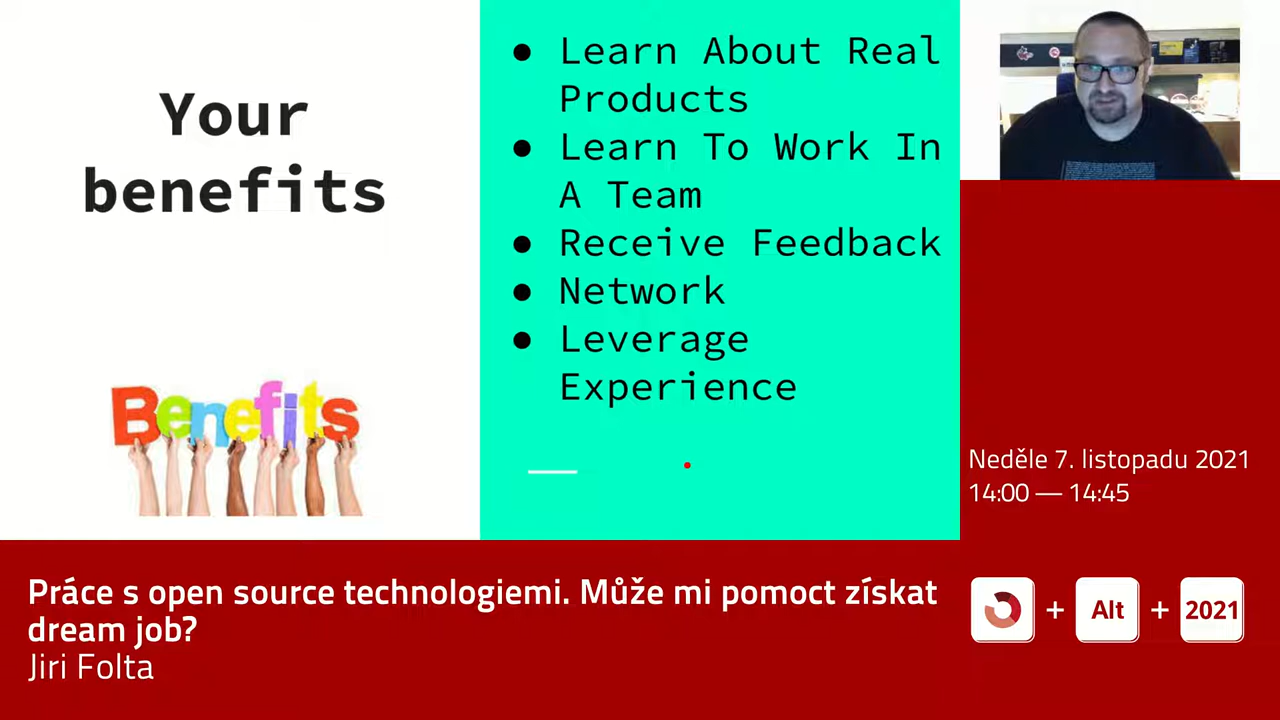 Your
benefits
Benefits
● Learn About Real
Products
● Learn To Work In
A Team
● Receive Feedback
● Network
● Leverage
Experience
Neděle 7. listopadu 2021
14:00 — 14:45
Práce s open source technologiemi. Může mi pomoct získat
dream job?
Jiri Folta
+ Alt + 2021